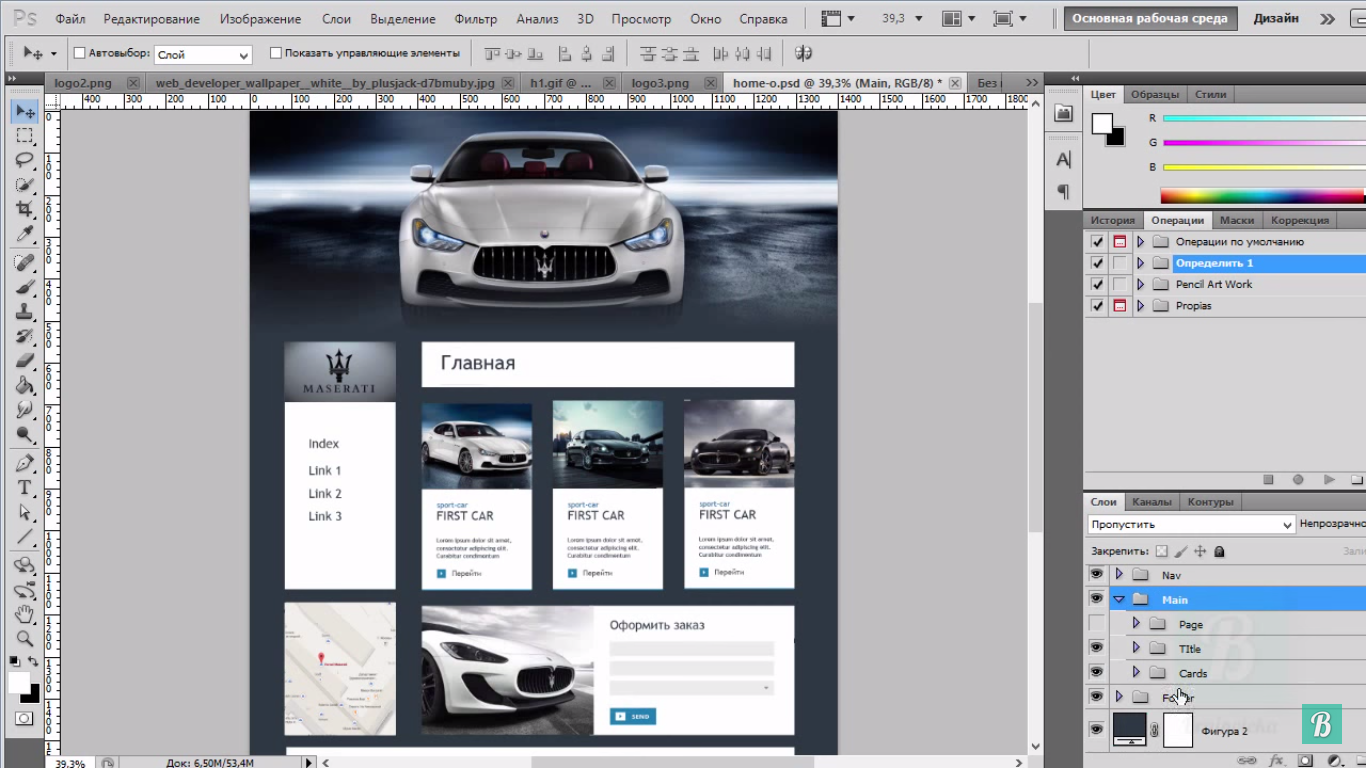 Ps Файл Редактирование Изображение Слои Выделение Фильтр Анализ 3D Просмотр Окно Справка 39,3 Основная рабочая среда Дизайн
Автовыбор: Слой Показать управляющие элементы
logo2.png web_developer_wallpaper__white__by_plusjack-d7bmuby.jpg h1.gif @ ... logo3.png home-o.psd @ 39,3% (Main, RGB/8) * Без
400 300 200 100 0 100 200 300 400 500 600 700 800 900 1000 1100 1200 1300 1400 1500 1600 1700 1800
Цвет Образцы Стили
R
G
B
История Операции Маски Коррекция
Операции по умолчанию
Определить 1
Pencil Art Work
Propias
MASERATI
Главная
Index
Link 1
Link 2
Link 3
sport-car
FIRST CAR
Lorem ipsum dolor sit amet,
consectetur adipiscing elit.
Curabitur condimentum
Перейти
sport-car
FIRST CAR
Lorem ipsum dolor sit amet,
consectetur adipiscing elit.
Curabitur condimentum
Перейти
sport-car
FIRST CAR
Lorem ipsum dolor sit amet,
consectetur adipiscing elit.
Curabitur condimentum
Перейти
Оформить заказ
SEND
Слои Каналы Контуры
Пропустить Непрозрачно
Закрепить:
Nav
Main
Page
TItle
Cards
Фигура 2
B
39,3% Док: 6,50M/53,4M